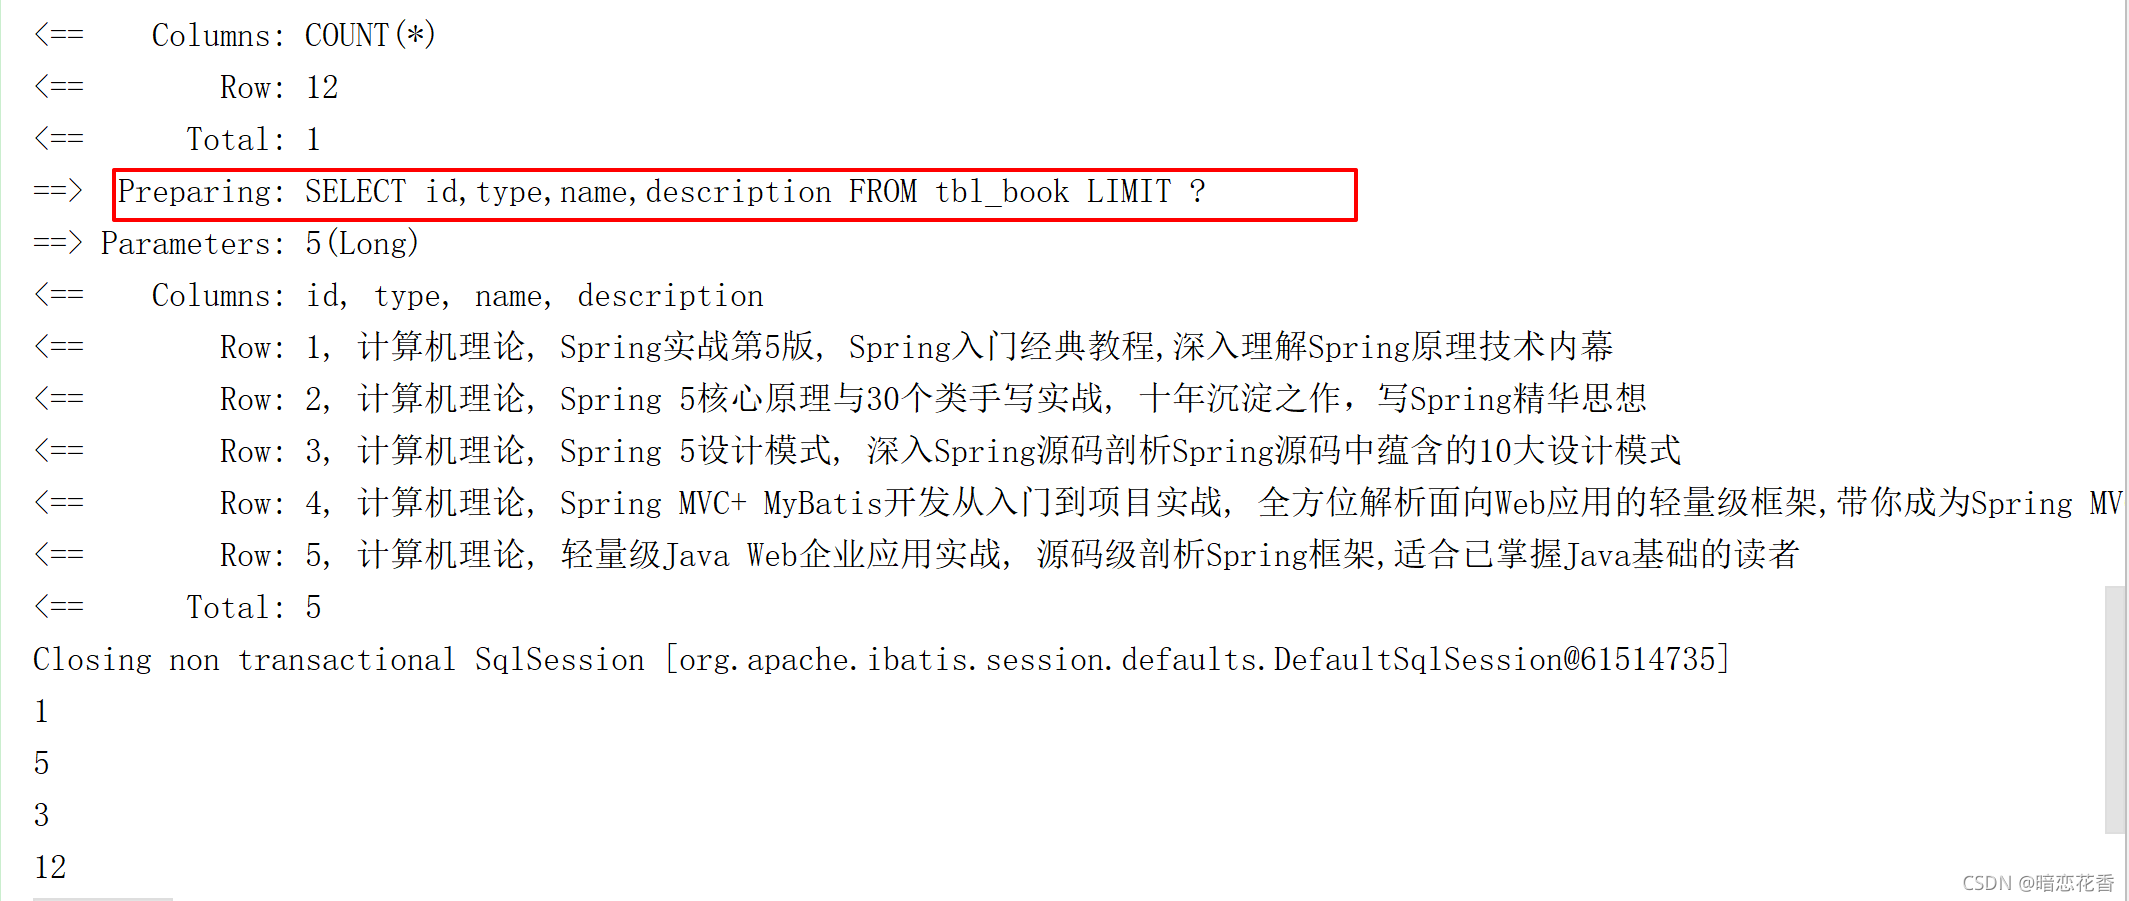 <==    Columns: COUNT(*)
<==        Row: 12
<==      Total: 1
==>  Preparing: SELECT id,type,name,description FROM tbl_book LIMIT ?
==> Parameters: 5(Long)
<==    Columns: id, type, name, description
<==        Row: 1, 计算机理论, Spring实战第5版, Spring入门经典教程,深入理解Spring原理技术内幕
<==        Row: 2, 计算机理论, Spring 5核心原理与30个类手写实战, 十年沉淀之作，写Spring精华思想
<==        Row: 3, 计算机理论, Spring 5设计模式, 深入Spring源码剖析Spring源码中蕴含的10大设计模式
<==        Row: 4, 计算机理论, Spring MVC+ MyBatis开发从入门到项目实战, 全方位解析面向Web应用的轻量级框架,带你成为Spring MV
<==        Row: 5, 计算机理论, 轻量级Java Web企业应用实战, 源码级剖析Spring框架,适合已掌握Java基础的读者
<==      Total: 5
Closing non transactional SqlSession [org.apache.ibatis.session.defaults.DefaultSqlSession@61514735]
1
5
3
12
CSDN @暗恋花香